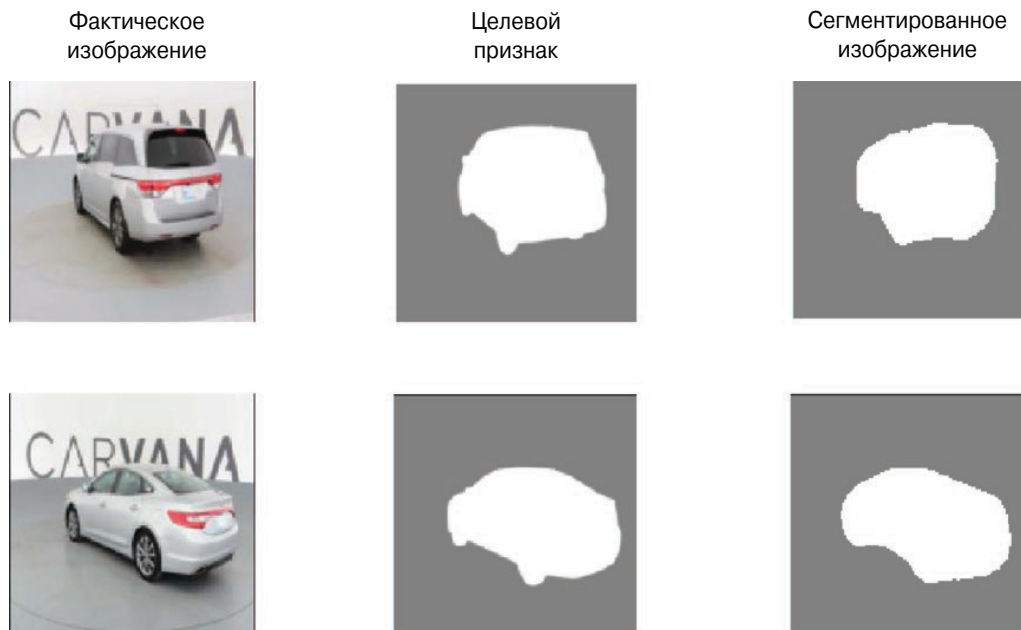 Фактическое
изображение
Целевой
признак
Сегментированное
изображение
CARVANA
CARVANA